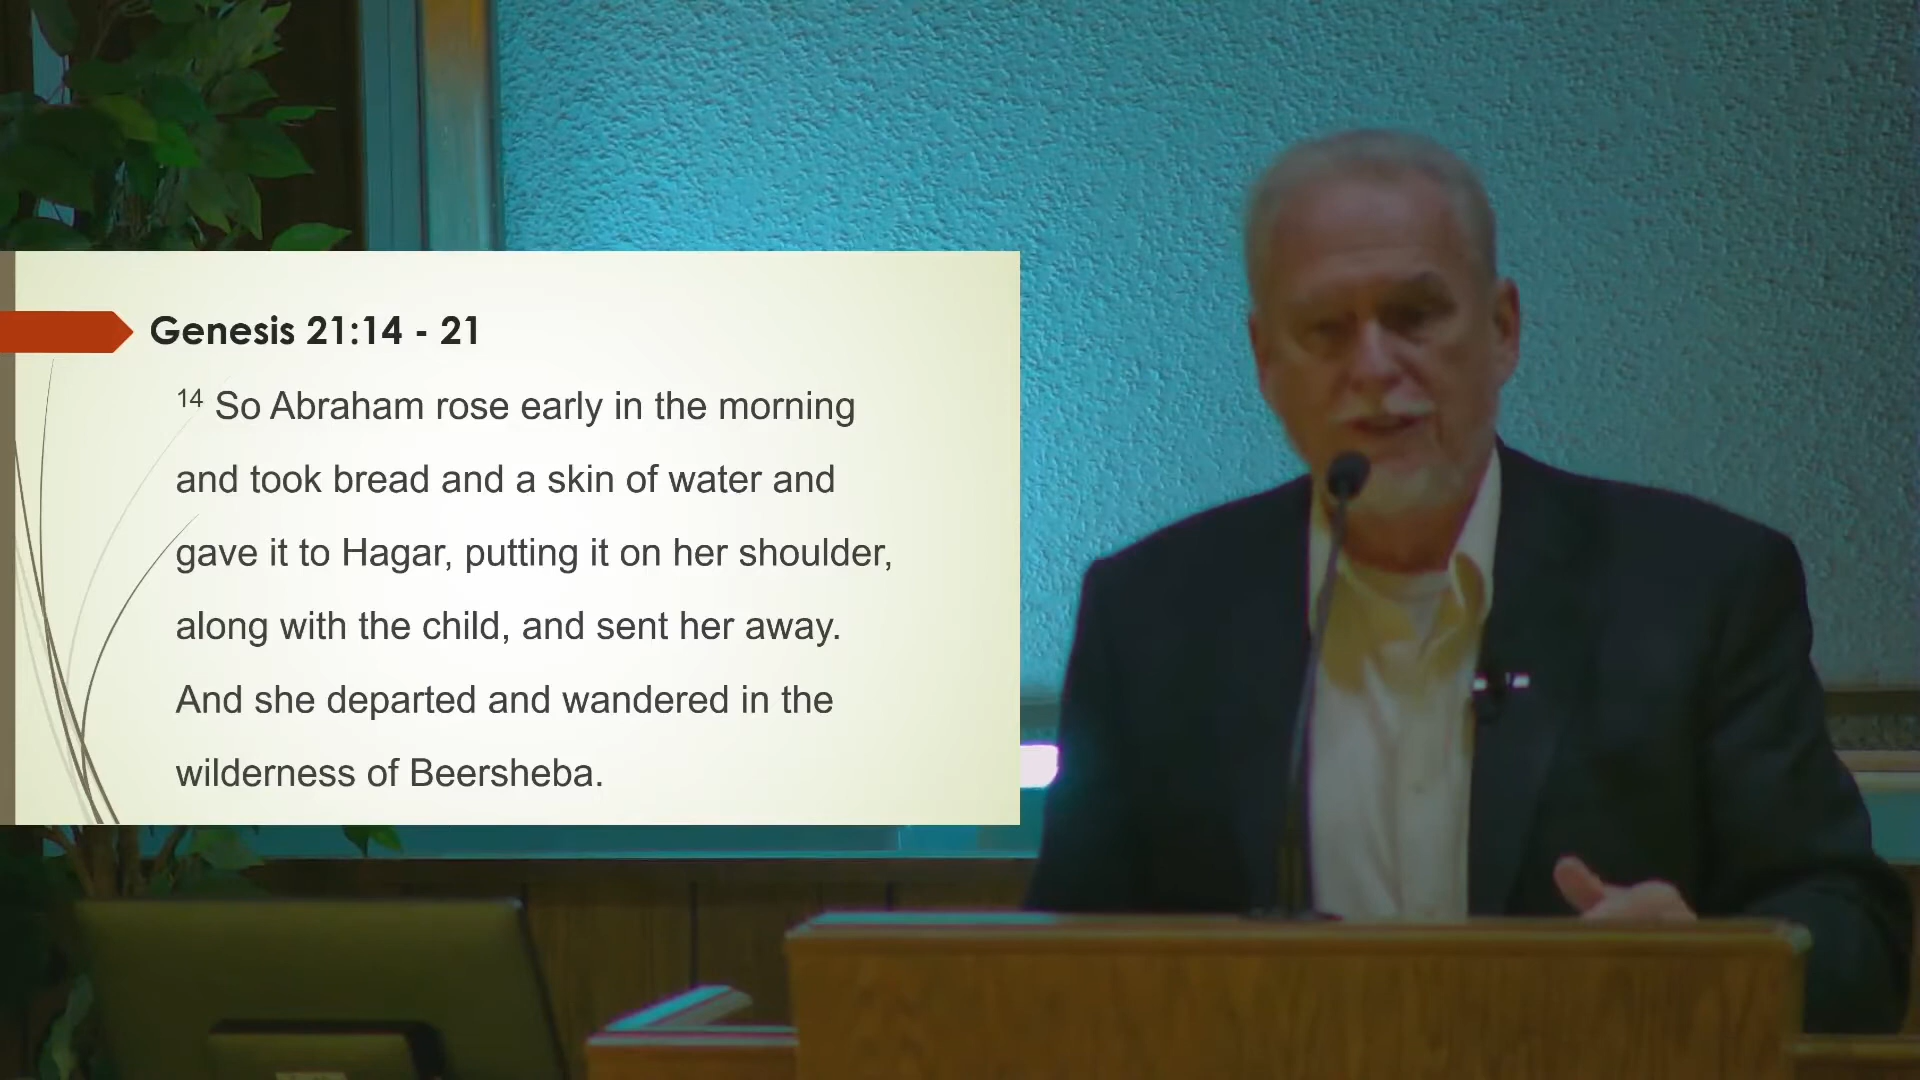 Genesis 21:14 - 21
14 So Abraham rose early in the morning
and took bread and a skin of water and
gave it to Hagar, putting it on her shoulder,
along with the child, and sent her away.
And she departed and wandered in the
wilderness of Beersheba.